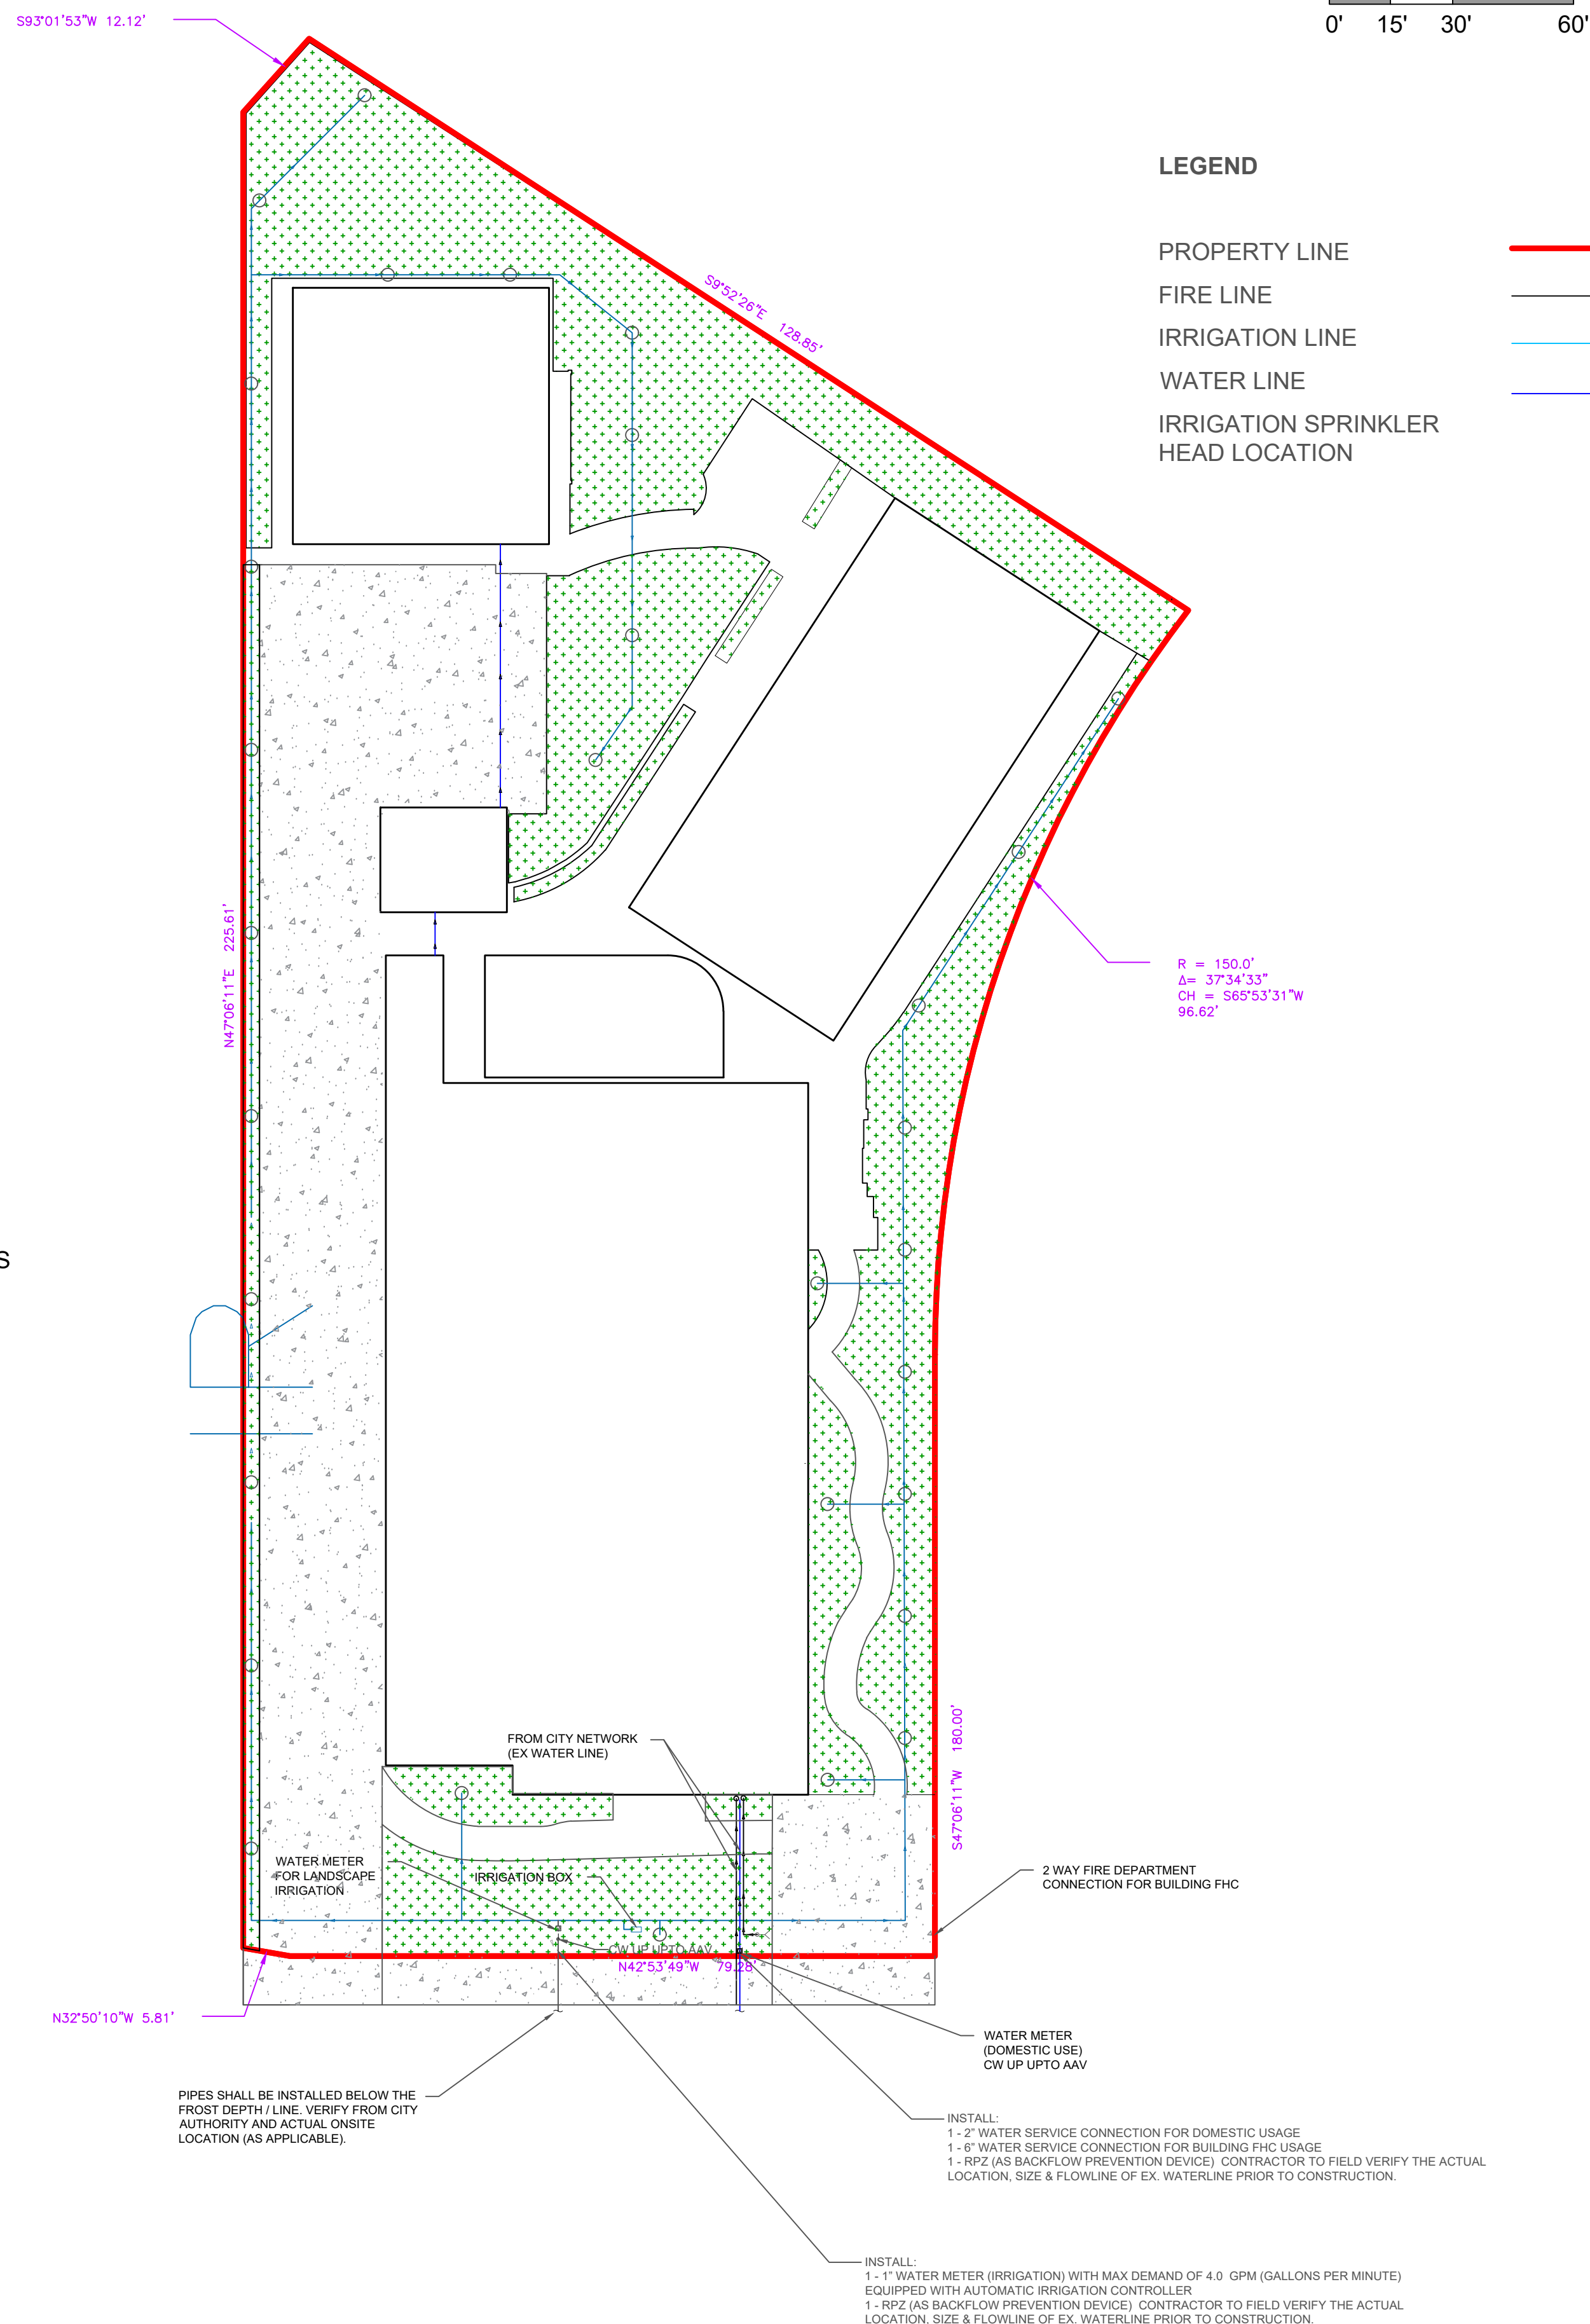 S93°01'53"W 12.12'
0' 15' 30' 60'
LEGEND
PROPERTY LINE
FIRE LINE
IRRIGATION LINE
WATER LINE
IRRIGATION SPRINKLER
HEAD LOCATION
S9°52'26"E 128.85'
N47°06'11"E 225.61'
R = 150.0'
Δ= 37°34'33"
CH = S65°53'31"W
96.62'
S
IR
FROM CITY NETWORK
(EX WATER LINE)
S47°06'11"W 180.00'
WATER METER
FOR LANDSCAPE
IRRIGATION
IRRIGATION BOX
2 WAY FIRE DEPARTMENT
CONNECTION FOR BUILDING FHC
CW UP UPTO AAV
N42°53'49"W 79.28'
N32°50'10"W 5.81'
WATER METER
(DOMESTIC USE)
CW UP UPTO AAV
PIPES SHALL BE INSTALLED BELOW THE
FROST DEPTH / LINE. VERIFY FROM CITY
AUTHORITY AND ACTUAL ONSITE
LOCATION (AS APPLICABLE).
INSTALL:
1 - 2" WATER SERVICE CONNECTION FOR DOMESTIC USAGE
1 - 6" WATER SERVICE CONNECTION FOR BUILDING FHC USAGE
1 - RPZ (AS BACKFLOW PREVENTION DEVICE) CONTRACTOR TO FIELD VERIFY THE ACTUAL
LOCATION, SIZE & FLOWLINE OF EX. WATERLINE PRIOR TO CONSTRUCTION.
INSTALL:
1 - 1" WATER METER (IRRIGATION) WITH MAX DEMAND OF 4.0 GPM (GALLONS PER MINUTE)
EQUIPPED WITH AUTOMATIC IRRIGATION CONTROLLER
1 - RPZ (AS BACKFLOW PREVENTION DEVICE) CONTRACTOR TO FIELD VERIFY THE ACTUAL
LOCATION, SIZE & FLOWLINE OF EX. WATERLINE PRIOR TO CONSTRUCTION.